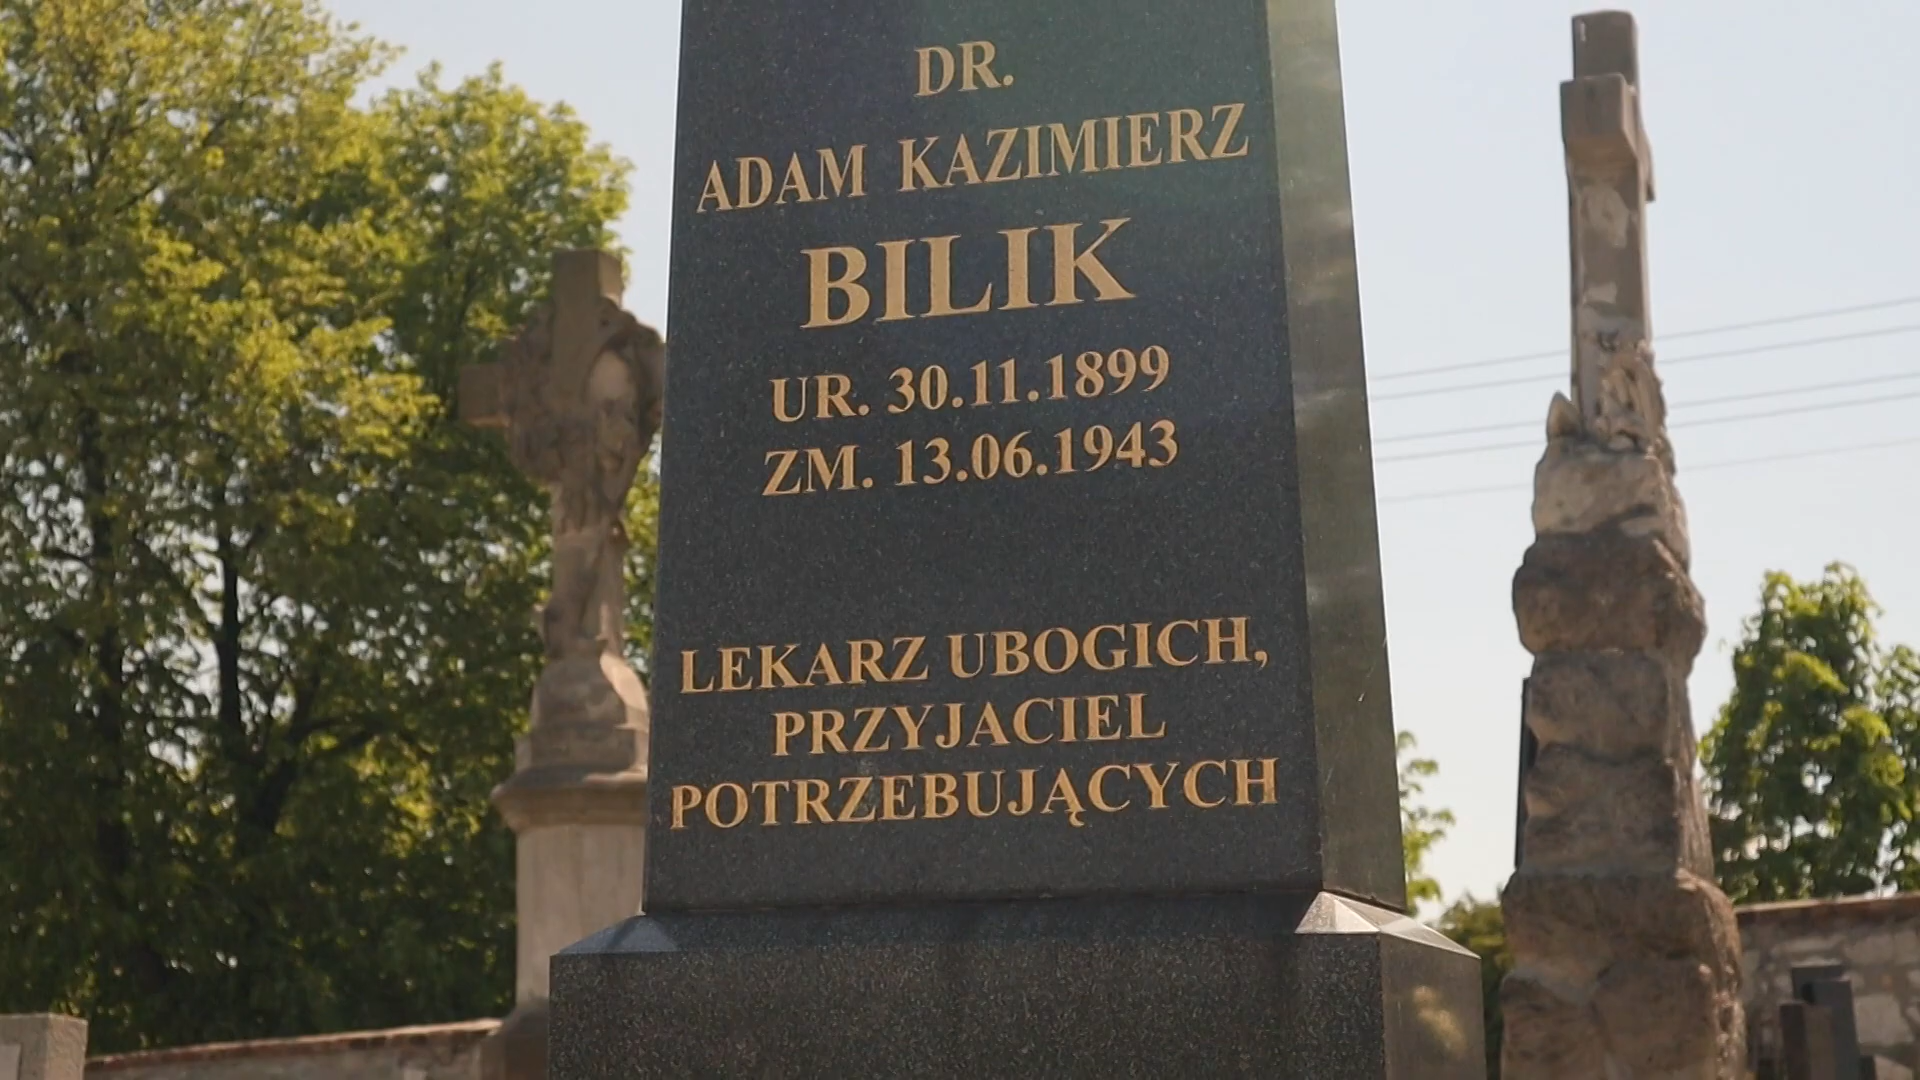 DR.
ADAM KAZIMIERZ
BILIK
UR. 30.11.1899
ZM. 13.06.1943
LEKARZ UBOGICH,
PRZYJACIEL
POTRZEBUJĄCYCH